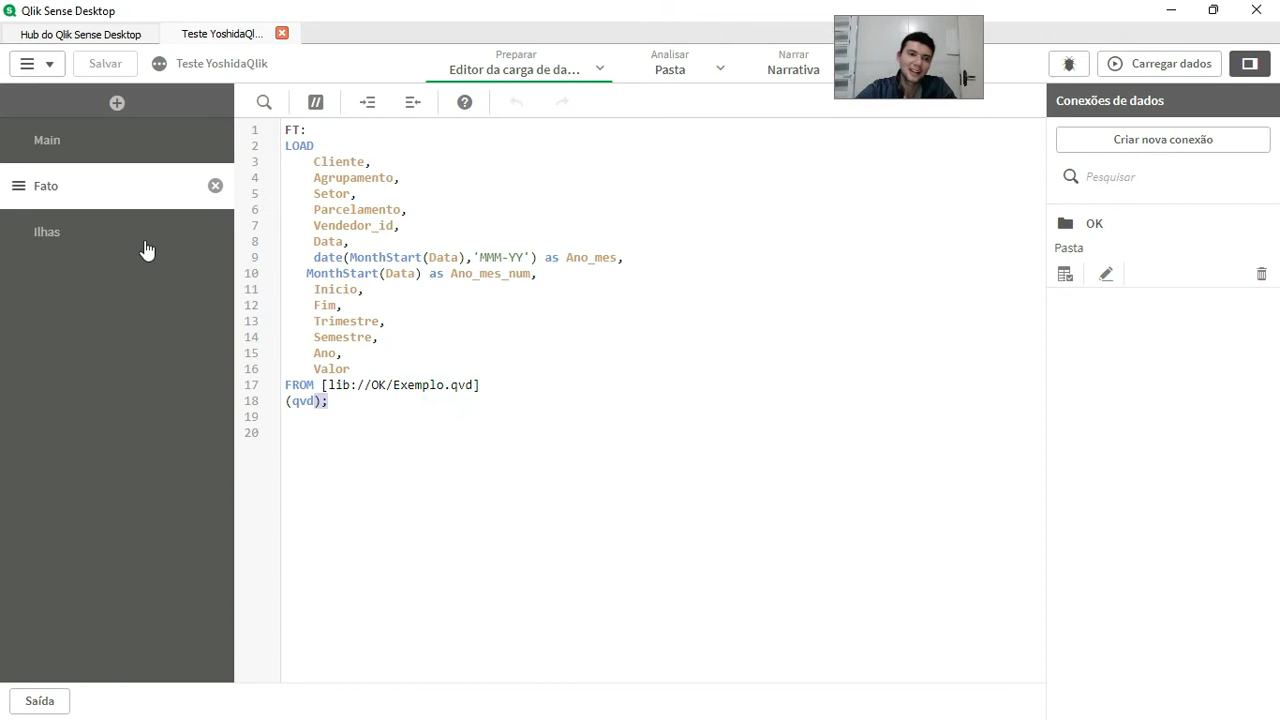 Qlik Sense Desktop
Hub do Qlik Sense Desktop
Teste YoshidaQl...
Salvar
Teste YoshidaQlik
Preparar
Editor da carga de da...
Analisar
Pasta
Narrar
Narrativa
Carregar dados
Main
Fato
Ilhas
1 FT:
2 LOAD
3 Cliente,
4 Agrupamento,
5 Setor,
6 Parcelamento,
7 Vendedor_id,
8 Data,
9 date(MonthStart(Data),'MMM-YY') as Ano_mes,
10 MonthStart(Data) as Ano_mes_num,
11 Inicio,
12 Fim,
13 Trimestre,
14 Semestre,
15 Ano,
16 Valor
17 FROM [lib://OK/Exemplo.qvd]
18 (qvd);
19
20
Conexões de dados
Criar nova conexão
Pesquisar
OK
Pasta
Saída